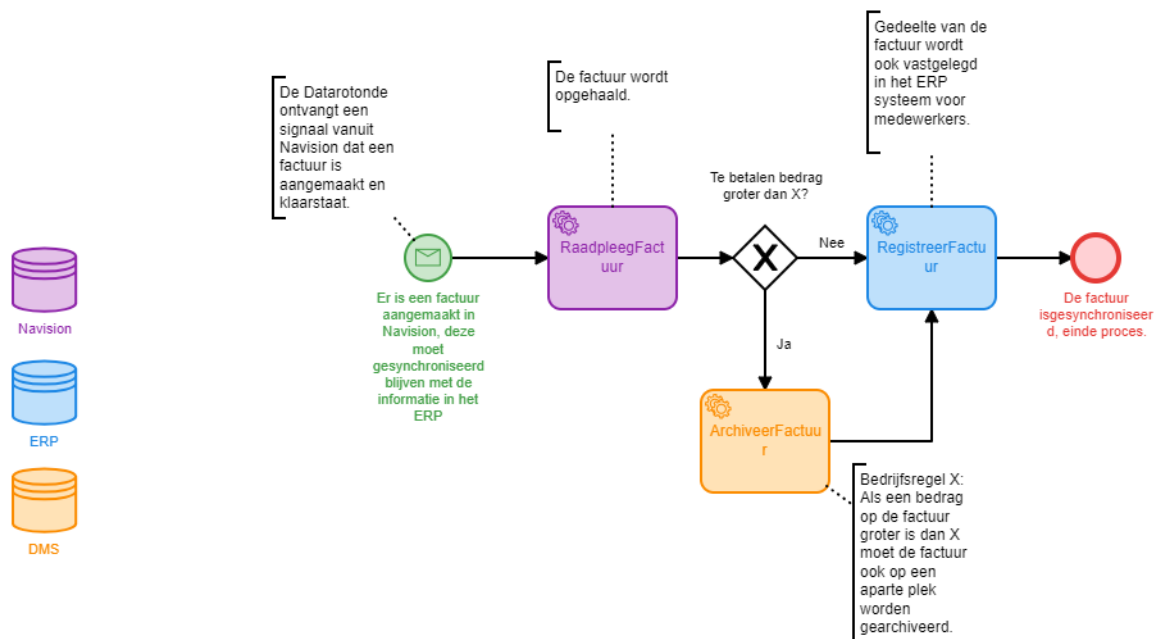 Gedeelte van de
factuur wordt
ook vastgelegd
in het ERP
systeem voor
medewerkers.
De factuur wordt
opgehaald.
De Datarotonde
ontvangt een
signaal vanuit
Navision dat een
factuur is
aangemaakt en
klaarstaat.
Te betalen bedrag
groter dan X?
RaadpleegFact
uur
X
Nee
RegistreerFactu
ur
Er is een factuur
aangemaakt in
Navision, deze
moet
gesynchroniseerd
blijven met de
informatie in het
ERP
De factuur
isgesynchroniseer
d, einde proces.
Navision
Ja
ERP
ArchiveerFactuu
r
DMS
Bedrijfsregel X:
Als een bedrag
op de factuur
groter is dan X
moet de factuur
ook op een
aparte plek
worden
gearchiveerd.